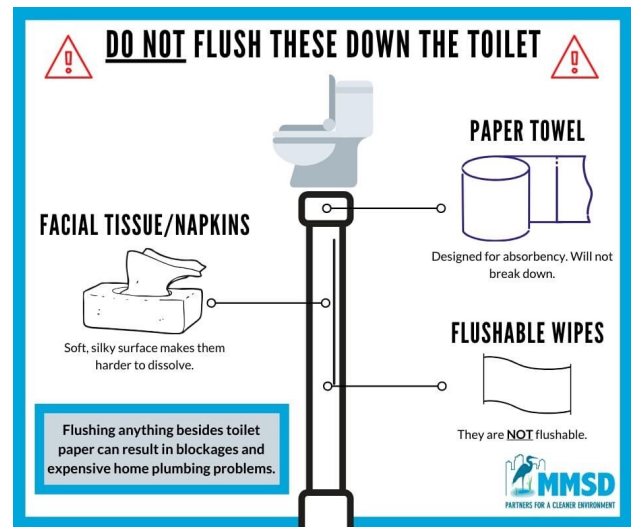 DO NOT FLUSH THESE DOWN THE TOILET
PAPER TOWEL
Designed for absorbency. Will not
break down.
FACIAL TISSUE/NAPKINS
Soft, silky surface makes them
harder to dissolve.
FLUSHABLE WIPES
They are NOT flushable.
Flushing anything besides toilet
paper can result in blockages and
expensive home plumbing problems.
MMSD
PARTNERS FOR A CLEANER ENVIRONMENT